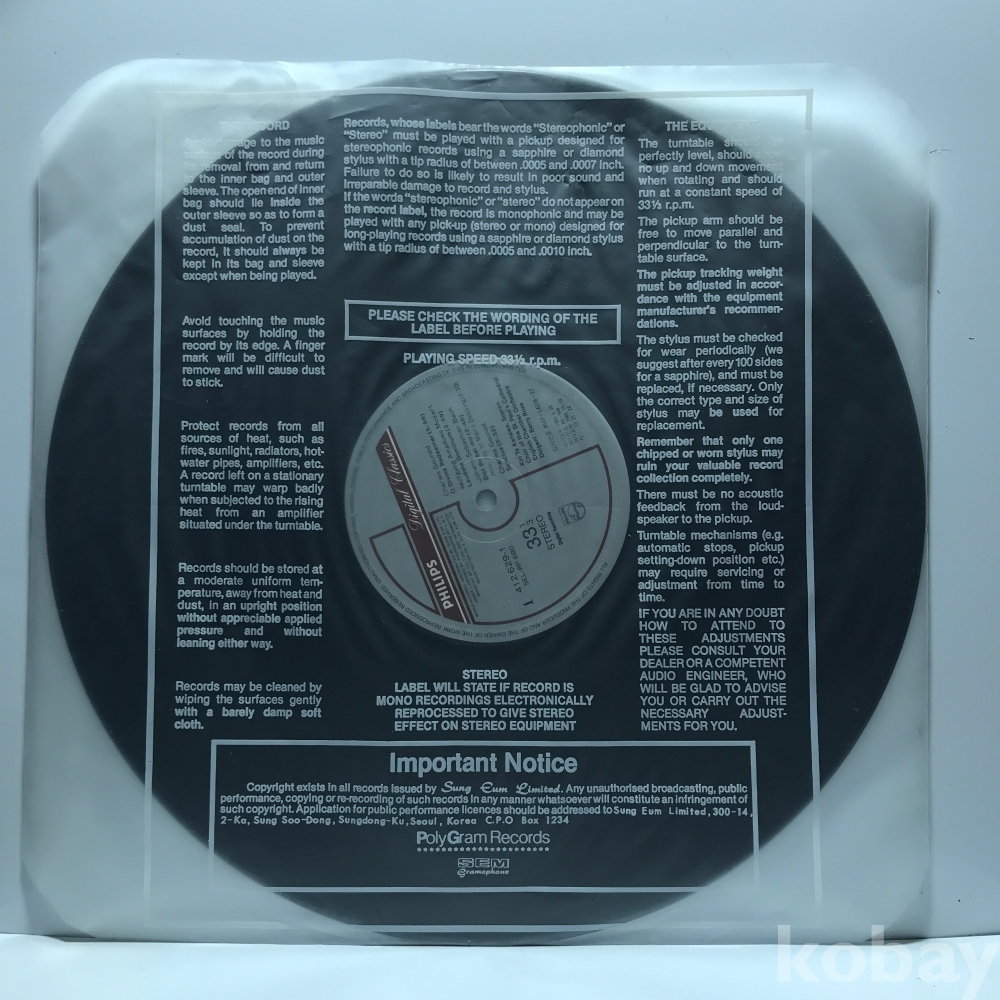 RECORD
to the music
of the record during
removal from and return
to the inner bag and outer
sleeve. The open end of inner
bag should lie inside the
outer sleeve so as to form a
dust seal. To prevent
accumulation of dust on the
record, it should always be
kept in its bag and sleeve
except when being played.
Avoid touching the music
surfaces by holding the
record by its edge. A finger
mark will be difficult to
remove and will cause dust
to stick.
Protect records from all
sources of heat, such as
fires, sunlight, radiators, hot-
water pipes, amplifiers, etc.
A record left on a stationary
turntable may warp badly
when subjected to the rising
heat from an amplifier
situated under the turntable.
Records should be stored at
a moderate uniform tem-
perature, away from heat and
dust, in an upright position
without appreciable applied
pressure and without
leaning either way.
Records may be cleaned by
wiping the surfaces gently
with a barely damp soft
cloth.
Records, whose labels bear the words "Stereophonic" or
"Stereo" must be played with a pickup designed for
stereophonic records using a sapphire or diamond
stylus with a tip radius of between .0005 and .0007 inch.
Failure to do so is likely to result in poor sound and
irreparable damage to record and stylus.
If the words "stereophonic" or "stereo" do not appear on
the record label, the record is monophonic and may be
played with any pick-up (stereo or mono) designed for
long-playing records using a sapphire or diamond stylus
with a tip radius of between .0005 and .0010 inch.
PLEASE CHECK THE WORDING OF THE
LABEL BEFORE PLAYING
PLAYING SPEED 33⅓ r.p.m.
Digital Classics
PHILIPS
STEREO
33⅓
412 629-1
1
STEREO
LABEL WILL STATE IF RECORD IS
MONO RECORDINGS ELECTRONICALLY
REPROCESSED TO GIVE STEREO
EFFECT ON STEREO EQUIPMENT
THE
The turntable
perfectly level, should
no up and down movement
when rotating and should
run at a constant speed of
33⅓ r.p.m.
The pickup arm should be
free to move parallel and
perpendicular to the turn-
table surface.
The pickup tracking weight
must be adjusted in accor-
dance with the equipment
manufacturer's recommen-
dations.
The stylus must be checked
for wear periodically (we
suggest after every 100 sides
for a sapphire), and must be
replaced, if necessary. Only
the correct type and size of
stylus may be used for
replacement.
Remember that only one
chipped or worn stylus may
ruin your valuable record
collection completely.
There must be no acoustic
feedback from the loud-
speaker to the pickup.
Turntable mechanisms (e.g.
automatic stops, pickup
setting-down position etc.)
may require servicing or
adjustment from time to
time.
IF YOU ARE IN ANY DOUBT
HOW TO ATTEND TO
THESE ADJUSTMENTS
PLEASE CONSULT YOUR
DEALER OR A COMPETENT
AUDIO ENGINEER, WHO
WILL BE GLAD TO ADVISE
YOU OR CARRY OUT THE
NECESSARY ADJUST-
MENTS FOR YOU.
Important Notice
Copyright exists in all records issued by Sung Eum Limited. Any unauthorised broadcasting, public
performance, copying or re-recording of such records in any manner whatsoever will constitute an infringement of
such copyright. Application for public performance licences should be addressed to Sung Eum Limited, 300-14,
2-Ka, Sung Soo-Dong, Sungdong-Ku, Seoul, Korea C.P.O Box 1234
PolyGram Records
SEM
Gramophone
kobay